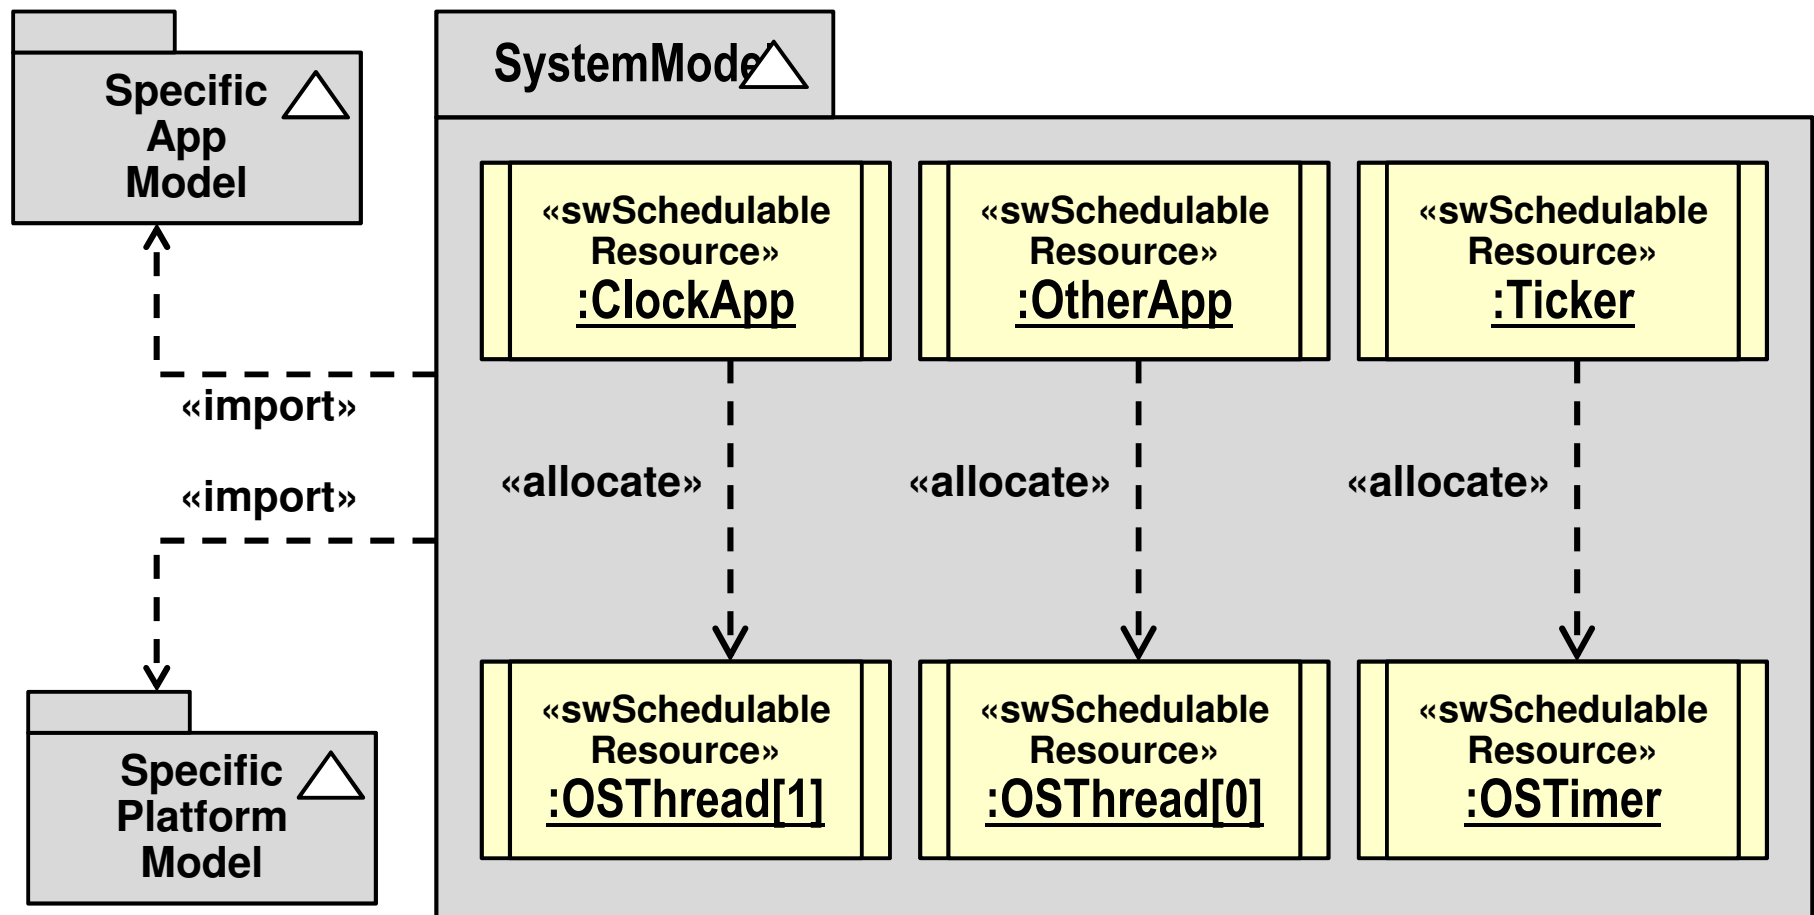 Specific
App
Model
SystemModel
«swSchedulable
Resource»
:ClockApp
«swSchedulable
Resource»
:OtherApp
«swSchedulable
Resource»
:Ticker
«import»
«import»
«allocate»
«allocate»
«allocate»
Specific
Platform
Model
«swSchedulable
Resource»
:OSThread[1]
«swSchedulable
Resource»
:OSThread[0]
«swSchedulable
Resource»
:OSTimer